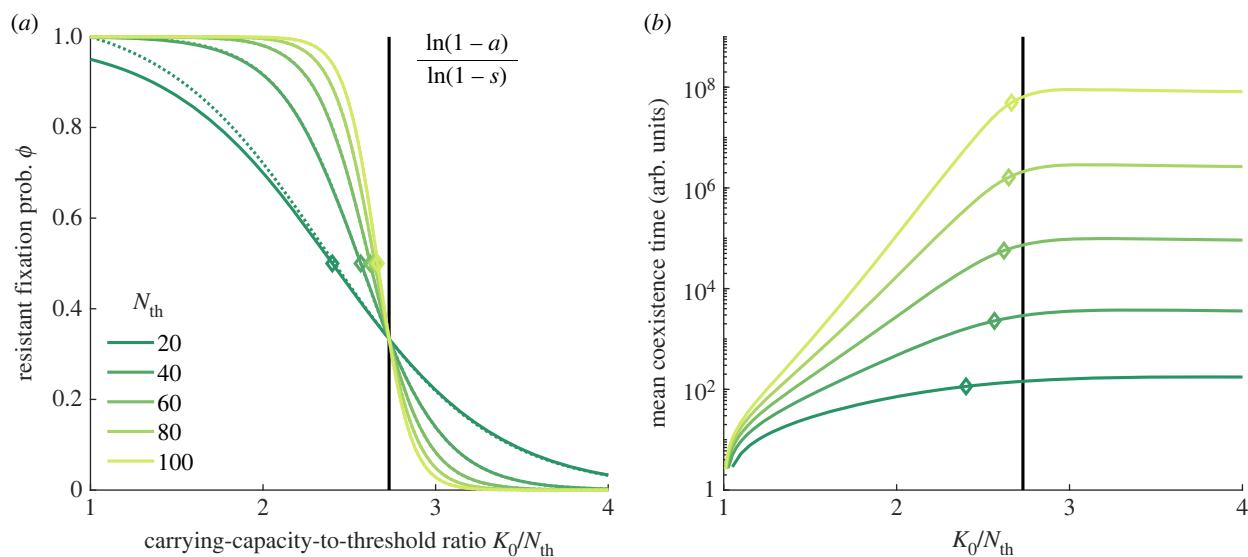 (a)
1.0
0.8
0.6
0.4
0.2
0
resistant fixation prob. ϕ
ln(1 – a)
ln(1 – s)
N_th
20
40
60
80
100
1 2 3 4
carrying-capacity-to-threshold ratio K_0/N_th
(b)
10^8
10^6
10^4
10^2
1
mean coexistence time (arb. units)
1 2 3 4
K_0/N_th